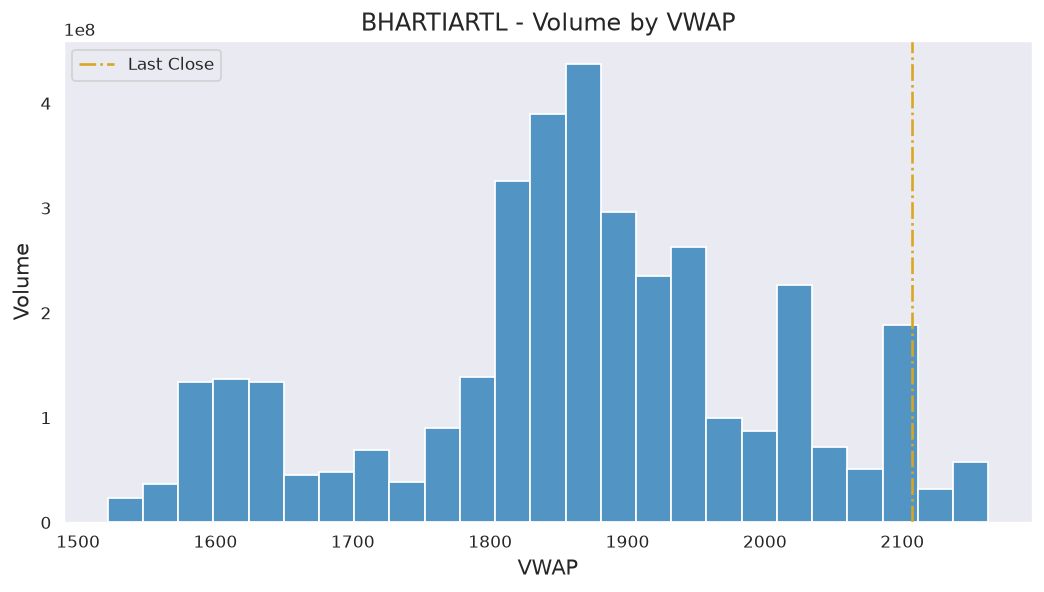 BHARTIARTL - Volume by VWAP
1e8
Last Close
4
3
2
1
0
Volume
1500 1600 1700 1800 1900 2000 2100
VWAP